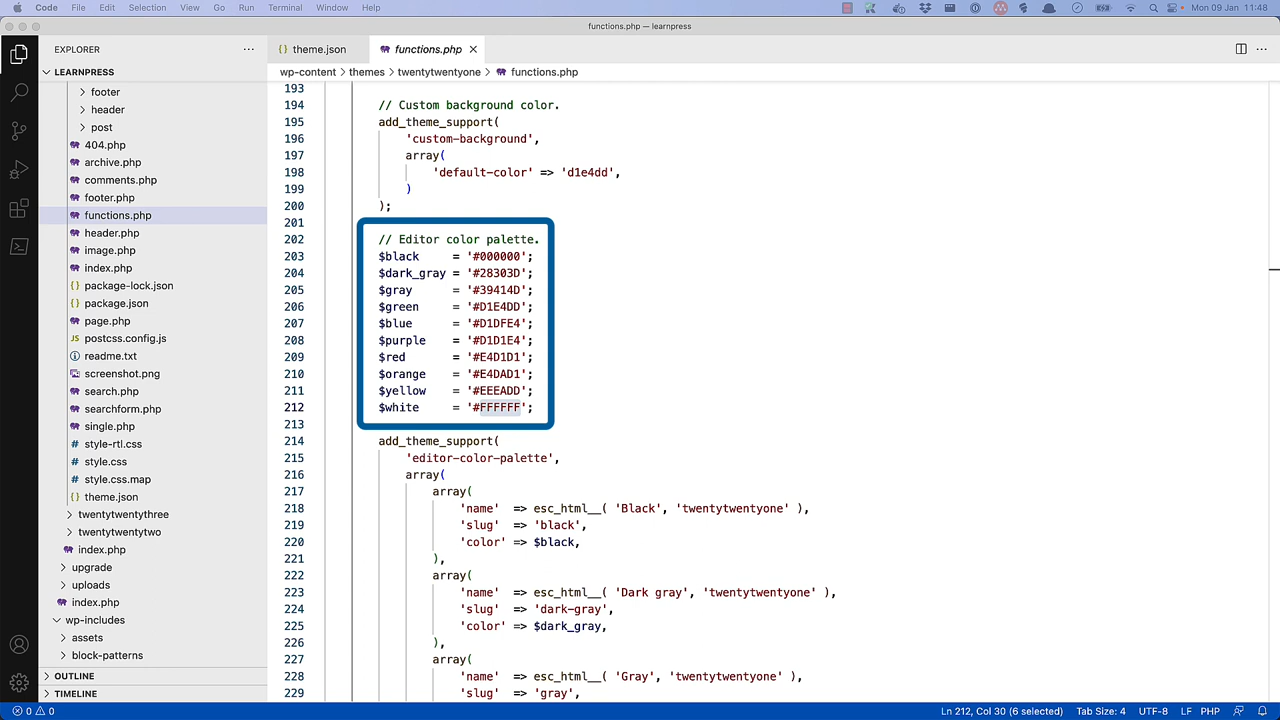 Code File Edit Selection View Go Run Terminal Window Help Mon 09 Jan 11:48
functions.php — learnpress
EXPLORER
LEARNPRESS
footer
header
post
404.php
archive.php
comments.php
footer.php
functions.php
header.php
image.php
index.php
{} package-lock.json
{} package.json
page.php
JS postcss.config.js
readme.txt
screenshot.png
search.php
searchform.php
single.php
# style-rtl.css
# style.css
# style.css.map
{} theme.json
twentytwentythree
twentytwentytwo
index.php
upgrade
uploads
index.php
wp-includes
assets
block-patterns
OUTLINE
TIMELINE
{} theme.json functions.php
wp-content > themes > twentytwentyone > functions.php
193
194 // Custom background color.
195 add_theme_support(
196 'custom-background',
197 array(
198 'default-color' => 'd1e4dd',
199 )
200 );
201
202 // Editor color palette.
203 $black = '#000000';
204 $dark_gray = '#28303D';
205 $gray = '#39414D';
206 $green = '#D1E4DD';
207 $blue = '#D1DFE4';
208 $purple = '#D1D1E4';
209 $red = '#E4D1D1';
210 $orange = '#E4DAD1';
211 $yellow = '#EEEADD';
212 $white = '#FFFFFF';
213
214 add_theme_support(
215 'editor-color-palette',
216 array(
217 array(
218 'name' => esc_html__( 'Black', 'twentytwentyone' ),
219 'slug' => 'black',
220 'color' => $black,
221 ),
222 array(
223 'name' => esc_html__( 'Dark gray', 'twentytwentyone' ),
224 'slug' => 'dark-gray',
225 'color' => $dark_gray,
226 ),
227 array(
228 'name' => esc_html__( 'Gray', 'twentytwentyone' ),
229 'slug' => 'gray',
0 0 Ln 212, Col 30 (6 selected) Tab Size: 4 UTF-8 LF PHP